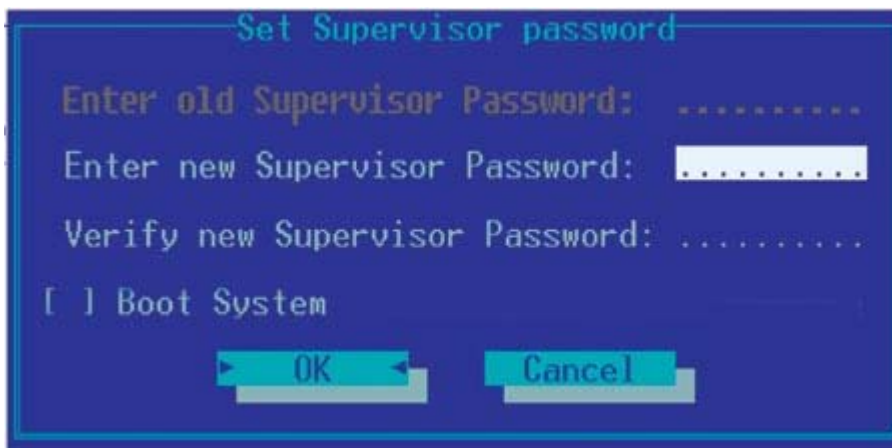 Set Supervisor password
Enter old Supervisor Password: ..........
Enter new Supervisor Password: ..........
Verify new Supervisor Password: ..........
[ ] Boot System
OK Cancel